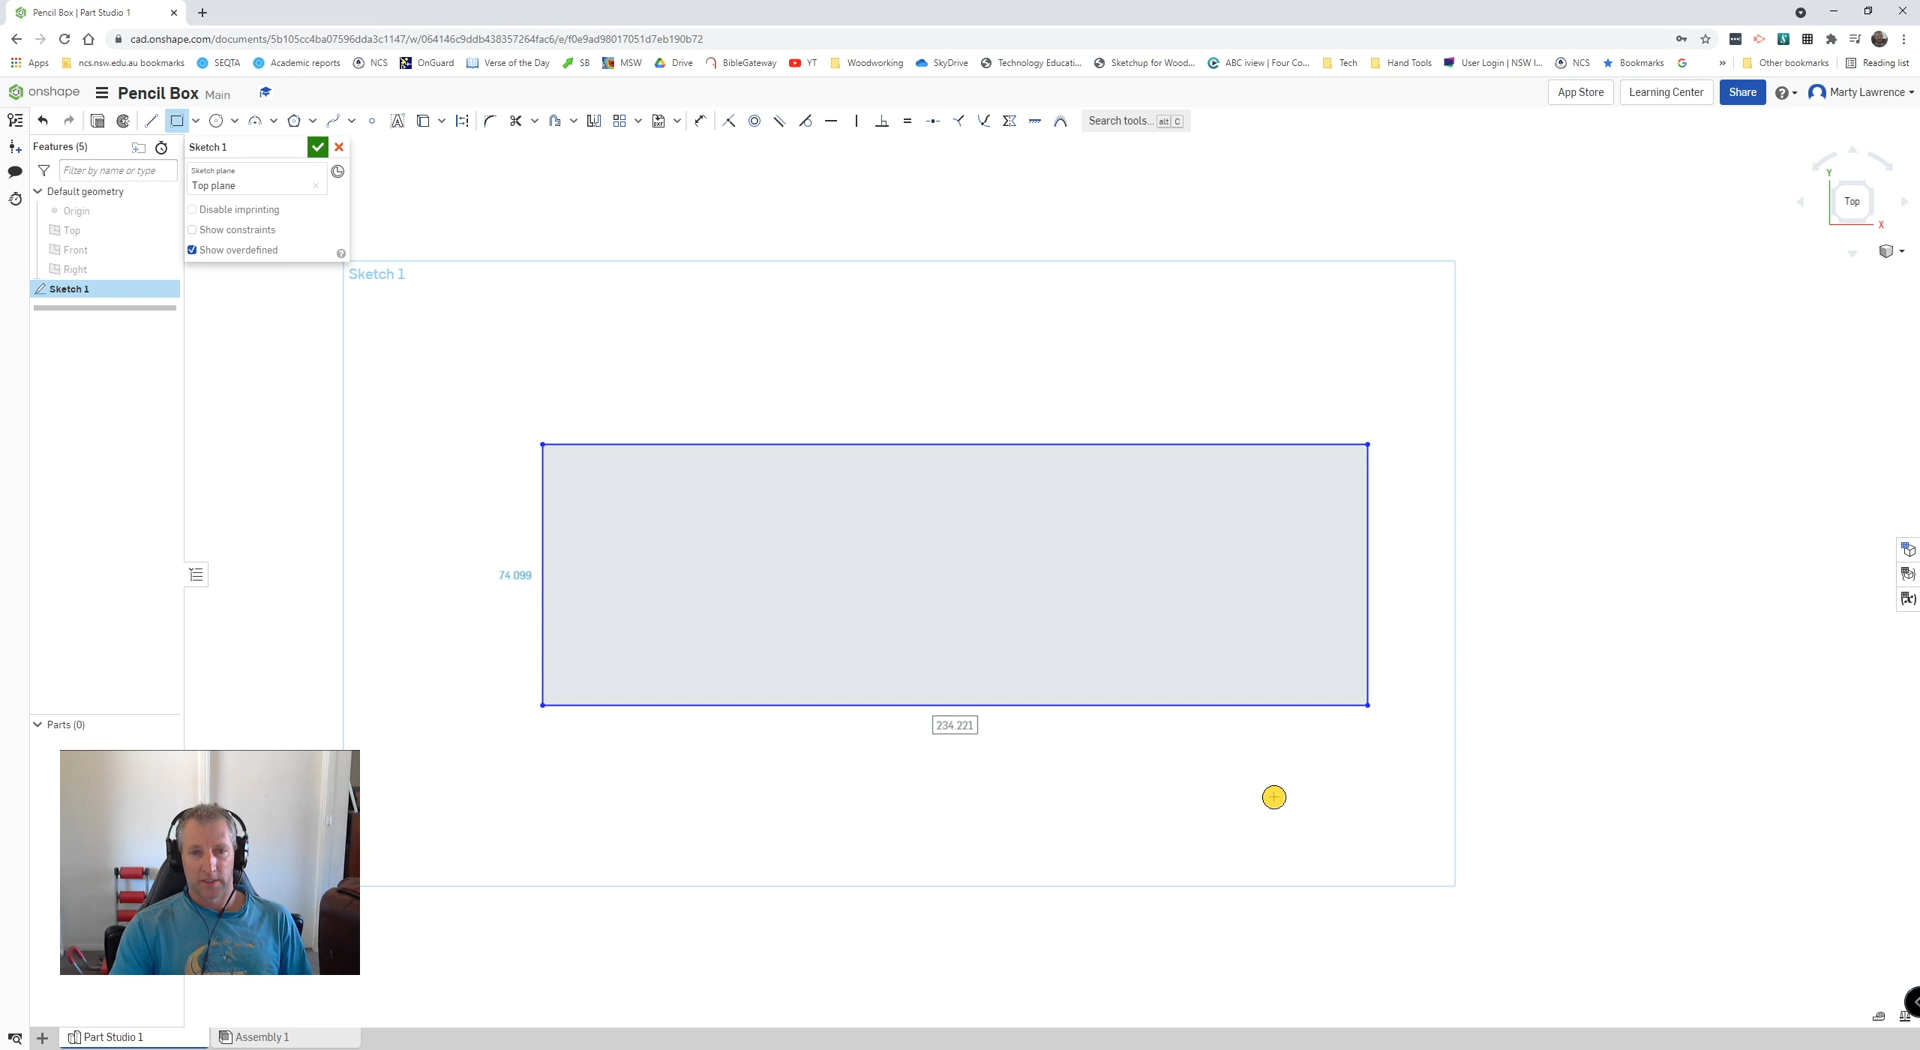 Pencil Box | Part Studio 1
cad.onshape.com/documents/5b105cc4ba07596dda3c1147/w/064146c9ddb438357264fac6/e/f0e9ad98017051d7eb190b72
Apps ncs.nsw.edu.au bookmarks SEQTA Academic reports NCS OnGuard Verse of the Day SB MSW Drive BibleGateway YT Woodworking SkyDrive Technology Educati... Sketchup for Wood... ABC iview | Four Co... Tech Hand Tools User Login | NSW I... NCS Bookmarks » Other bookmarks Reading list
onshape Pencil Box Main App Store Learning Center Share Marty Lawrence
Search tools... alt C
Features (5) Sketch 1
Filter by name or type
Sketch plane
Top plane
Default geometry
Origin
Top
Front
Right
Sketch 1
Disable imprinting
Show constraints
Show overdefined
Sketch 1
Y
Top
X
74.099
234.221
Parts (0)
Part Studio 1 Assembly 1